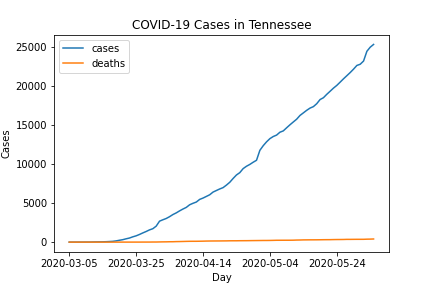 COVID-19 Cases in Tennessee
25000
20000
15000
10000
5000
0
Cases
cases
deaths
2020-03-05 2020-03-25 2020-04-14 2020-05-04 2020-05-24
Day